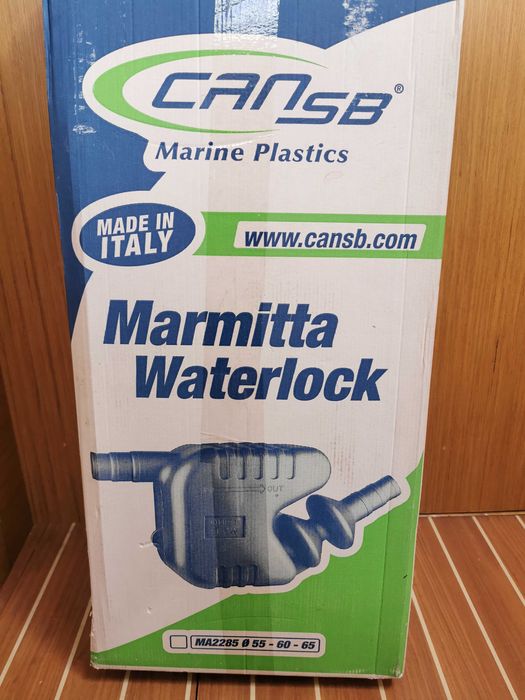 CANSB®
Marine Plastics
MADE IN
ITALY
www.cansb.com
Marmitta
Waterlock
OUT
MA2285 Ø 55 - 60 - 65